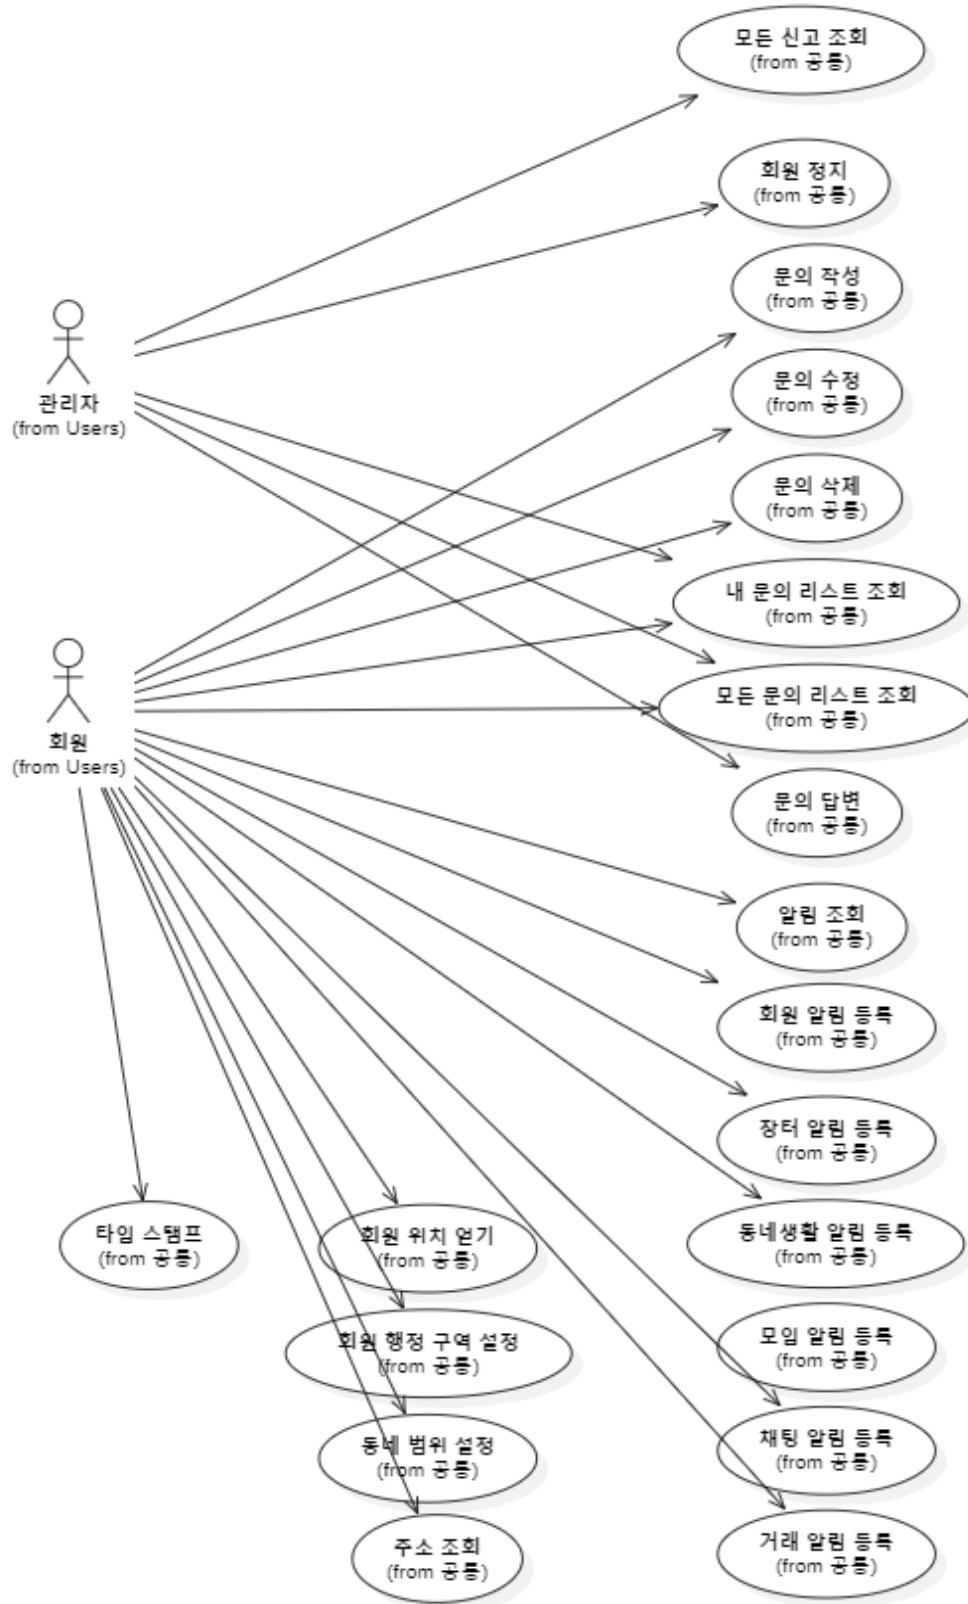 모든 신고 조회
(from 공통)
회원 정지
(from 공통)
문의 작성
(from 공통)
관리자
(from Users)
문의 수정
(from 공통)
문의 삭제
(from 공통)
내 문의 리스트 조회
(from 공통)
모든 문의 리스트 조회
(from 공통)
회원
(from Users)
문의 답변
(from 공통)
알림 조회
(from 공통)
회원 알림 등록
(from 공통)
장터 알림 등록
(from 공통)
타임 스탬프
(from 공통)
회원 위치 얻기
(from 공통)
동네생활 알림 등록
(from 공통)
회원 행정 구역 설정
(from 공통)
모임 알림 등록
(from 공통)
동네 범위 설정
(from 공통)
채팅 알림 등록
(from 공통)
주소 조회
(from 공통)
거래 알림 등록
(from 공통)